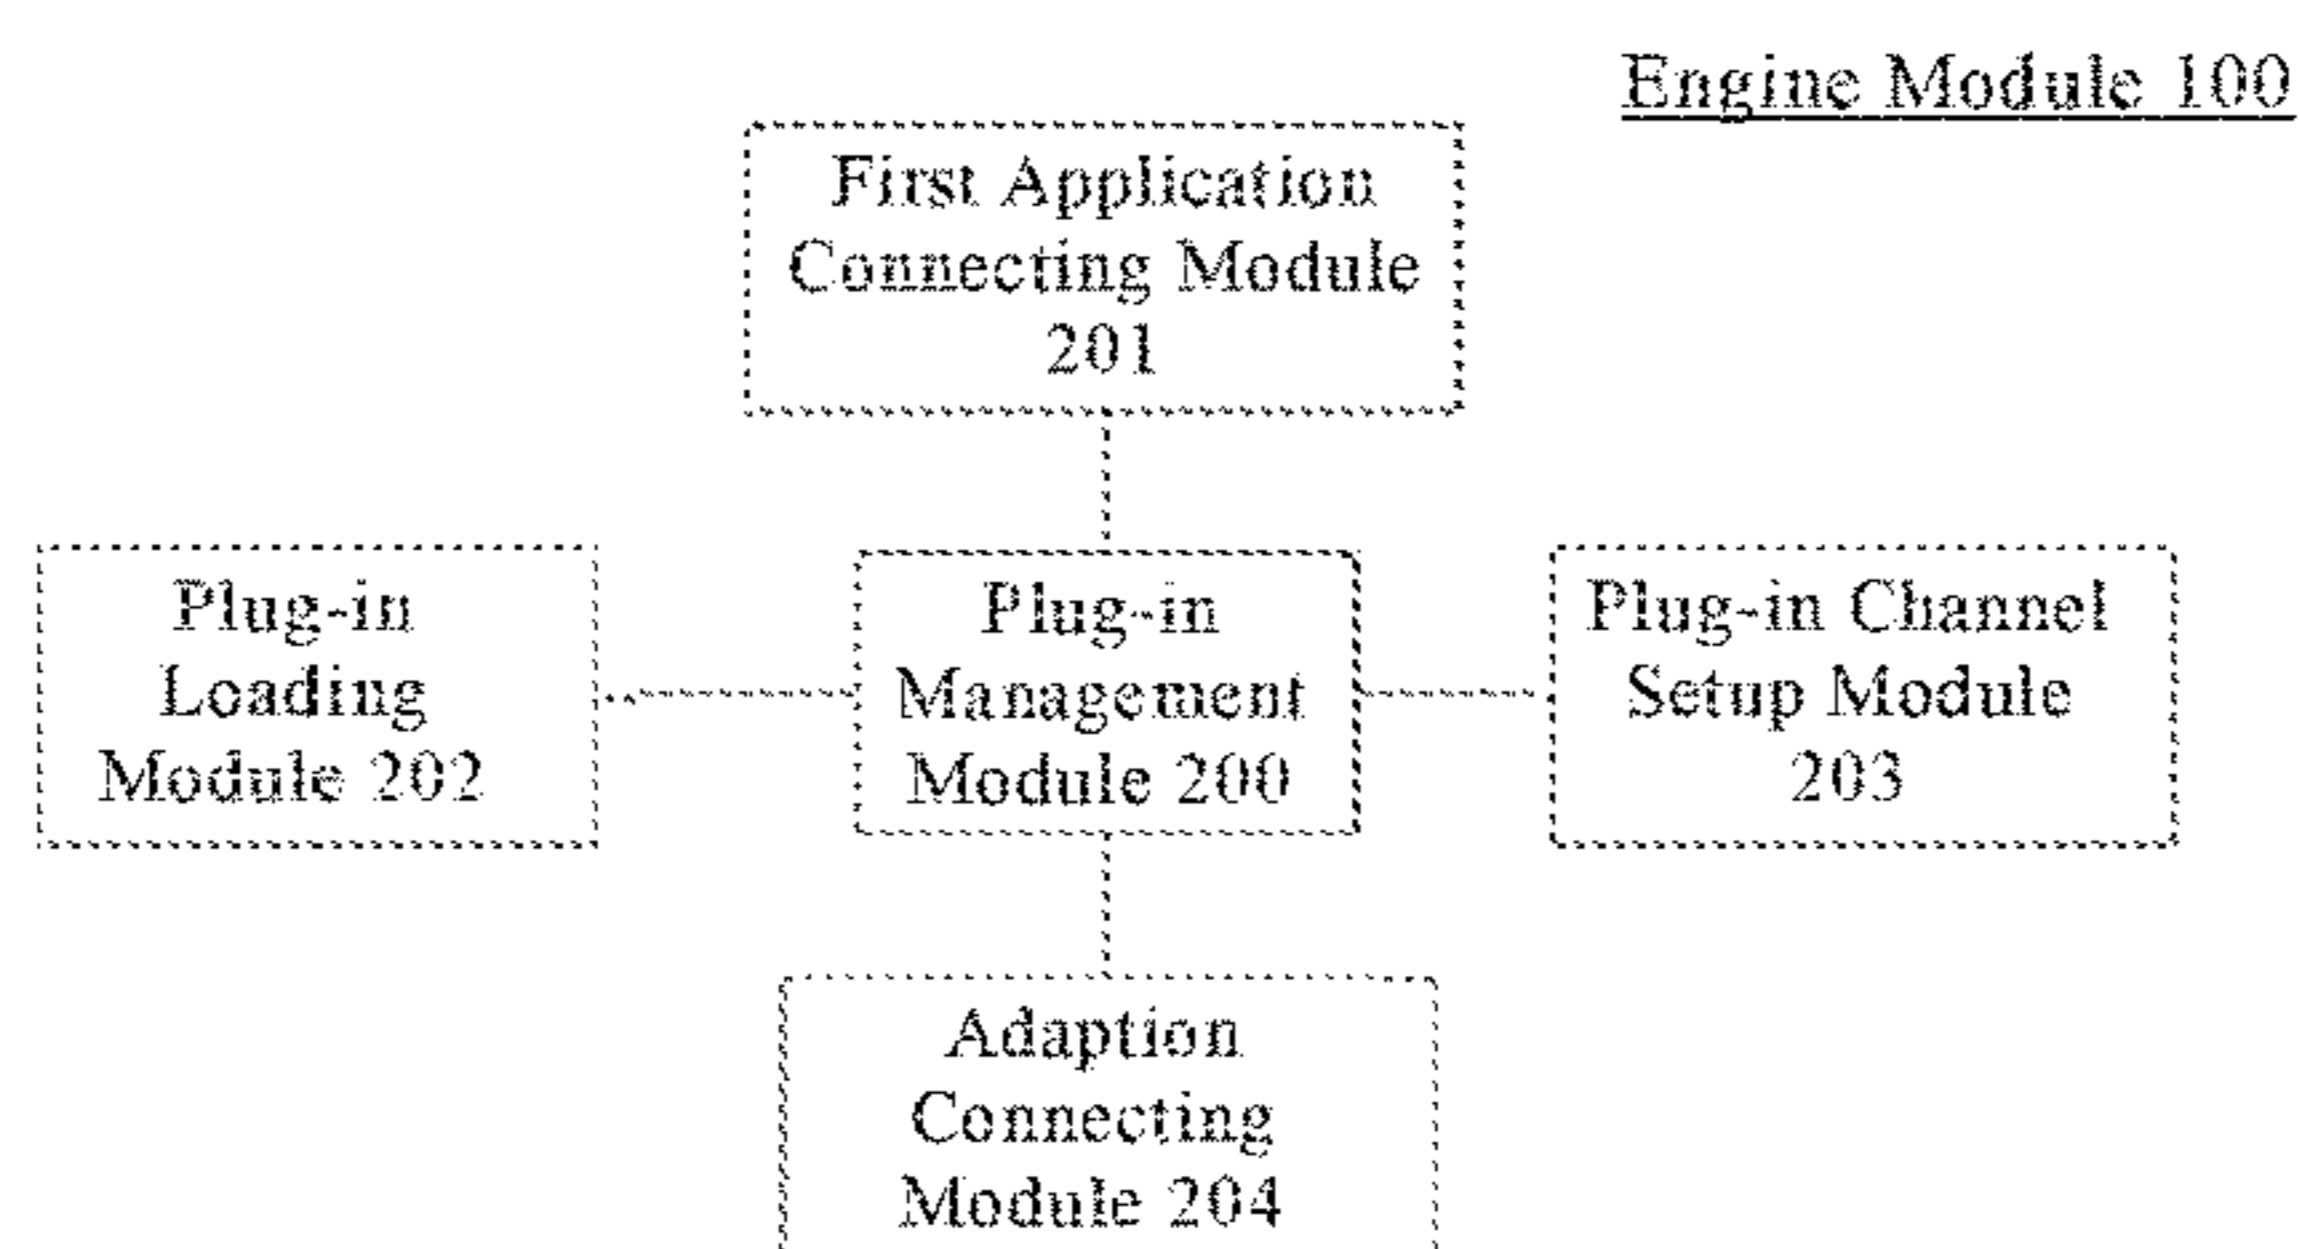 Engine Module 100
First Application
Connecting Module
201
Plug-in
Loading
Module 202
Plug-in
Management
Module 200
Plug-in Channel
Setup Module
203
Adaption
Connecting
Module 204